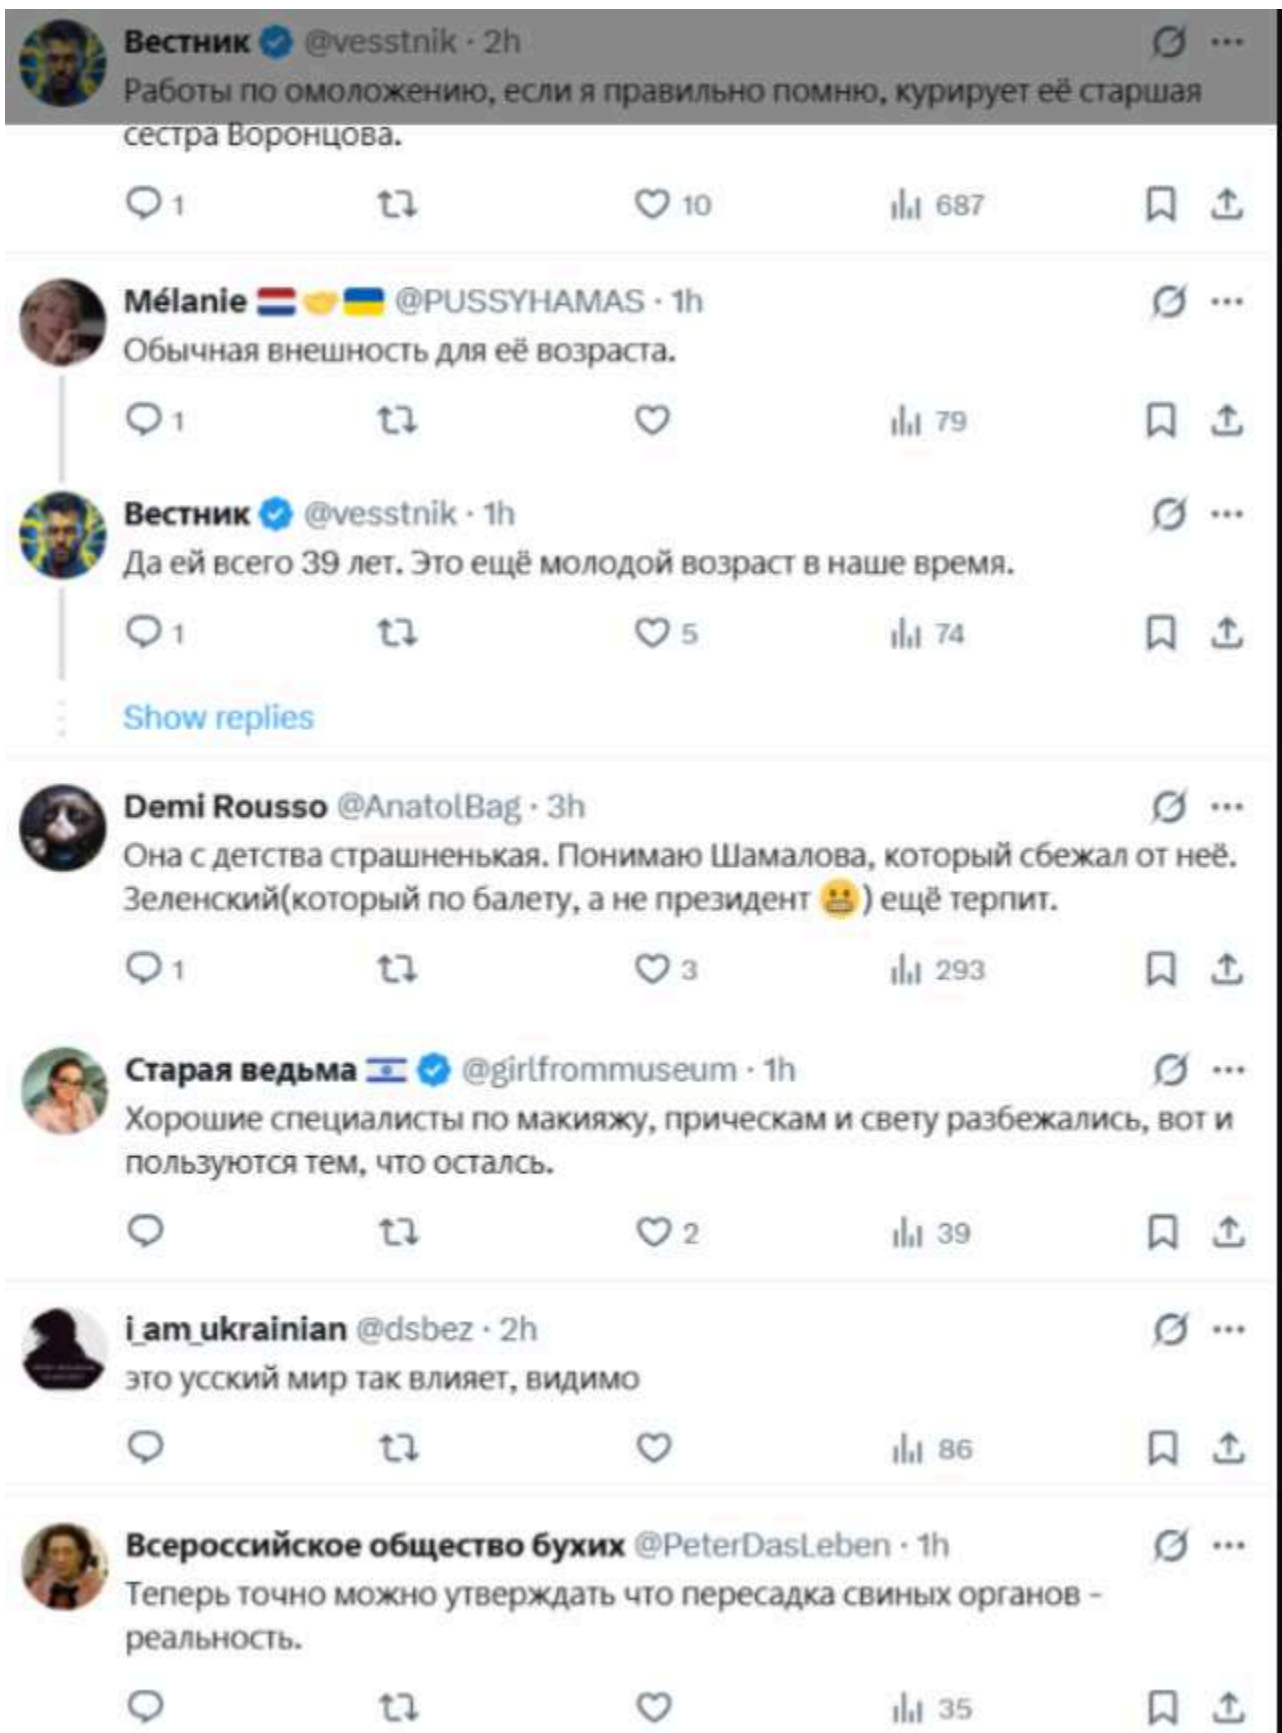 Вестник @vesstnik · 2h
Работы по омоложению, если я правильно помню, курирует её старшая
сестра Воронцова.
1 10 687
Mélanie @PUSSYHAMAS · 1h
Обычная внешность для её возраста.
1 79
Вестник @vesstnik · 1h
Да ей всего 39 лет. Это ещё молодой возраст в наше время.
1 5 74
Show replies
Demi Rousso @AnatolBag · 3h
Она с детства страшненькая. Понимаю Шамалова, который сбежал от неё.
Зеленский(который по балету, а не президент 😬) ещё терпит.
1 3 293
Старая ведьма @girlfrommuseum · 1h
Хорошие специалисты по макияжу, прическам и свету разбежались, вот и
пользуются тем, что осталсь.
2 39
i_am_ukrainian @dsbez · 2h
это усский мир так влияет, видимо
86
Всероссийское общество бухих @PeterDasLeben · 1h
Теперь точно можно утверждать что пересадка свиных органов -
реальность.
35